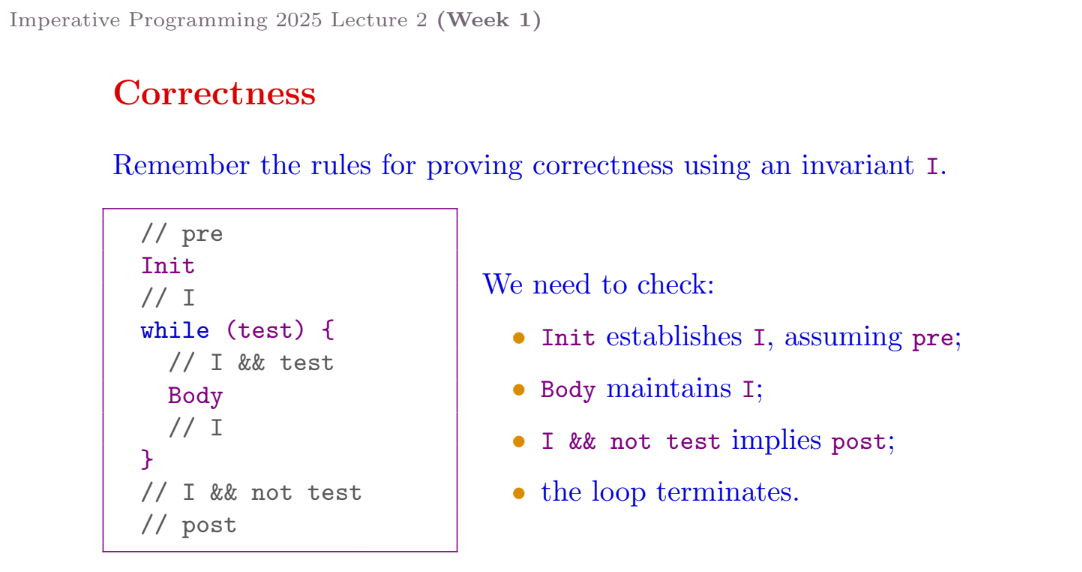 Imperative Programming 2025 Lecture 2 (Week 1)
Correctness
Remember the rules for proving correctness using an invariant I.
// pre
Init
// I
while (test) {
// I && test
Body
// I
}
// I && not test
// post
We need to check:
• Init establishes I, assuming pre;
• Body maintains I;
• I && not test implies post;
• the loop terminates.